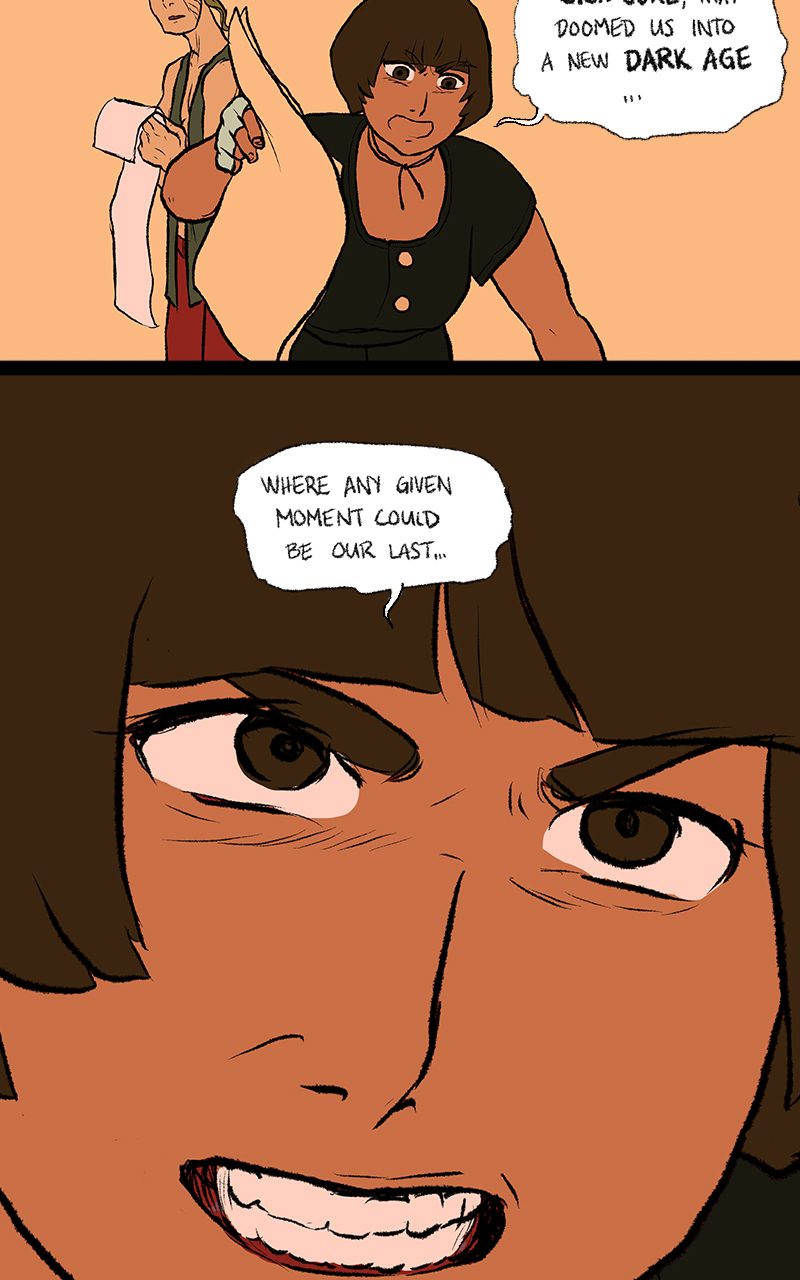 DOOMED US INTO
A NEW DARK AGE
...
WHERE ANY GIVEN
MOMENT COULD
BE OUR LAST...